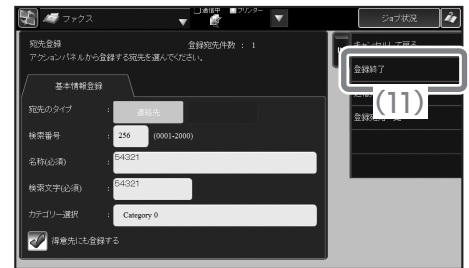 ファクス
送信中
プリンター
ジョブ状況
宛先登録
登録宛先件数 : 1
アクションパネルから登録する宛先を選んでください。
キャンセルして戻る
登録終了
(11)
基本情報登録
宛先のタイプ :
連絡先
検索番号 :
256
(0001-2000)
名称(必須) :
54321
検索文字(必須) :
54321
カテゴリー選択 :
Category 0
得意先にも登録する